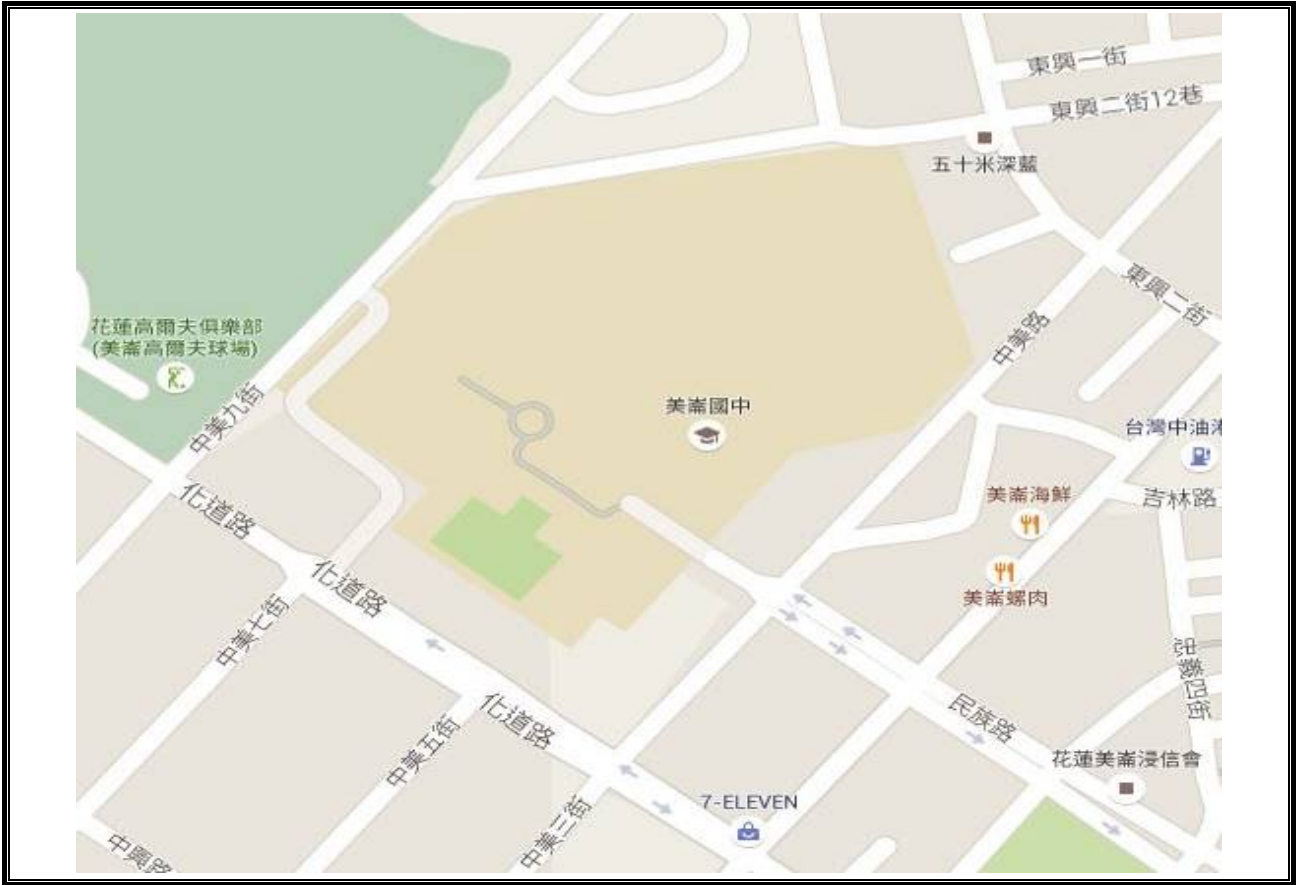 東興一街
東興二街12巷
五十米深藍
東興二街
花蓮高爾夫俱樂部
(美崙高爾夫球場)
中美路
中美九街
美崙國中
台灣中油港
化道路
美崙海鮮
吉林路
化道路
美崙螺肉
中美七街
忠義四街
化道路
民族路
中美五街
花蓮美崙浸信會
7-ELEVEN
中美三街
中興路